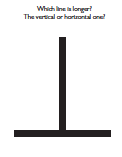 Which line is longer?
The vertical or horizontal one?